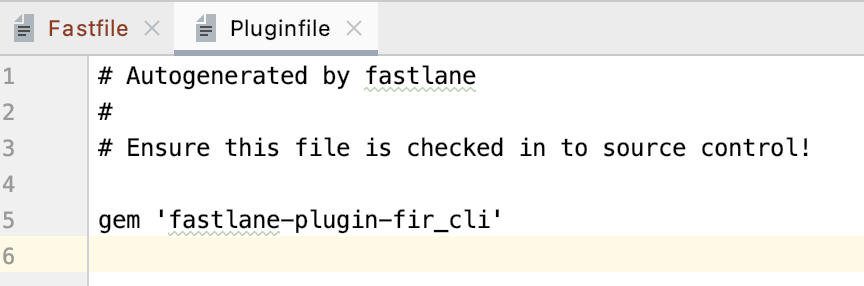 Fastfile Pluginfile
1 # Autogenerated by fastlane
2 #
3 # Ensure this file is checked in to source control!
4
5 gem 'fastlane-plugin-fir_cli'
6